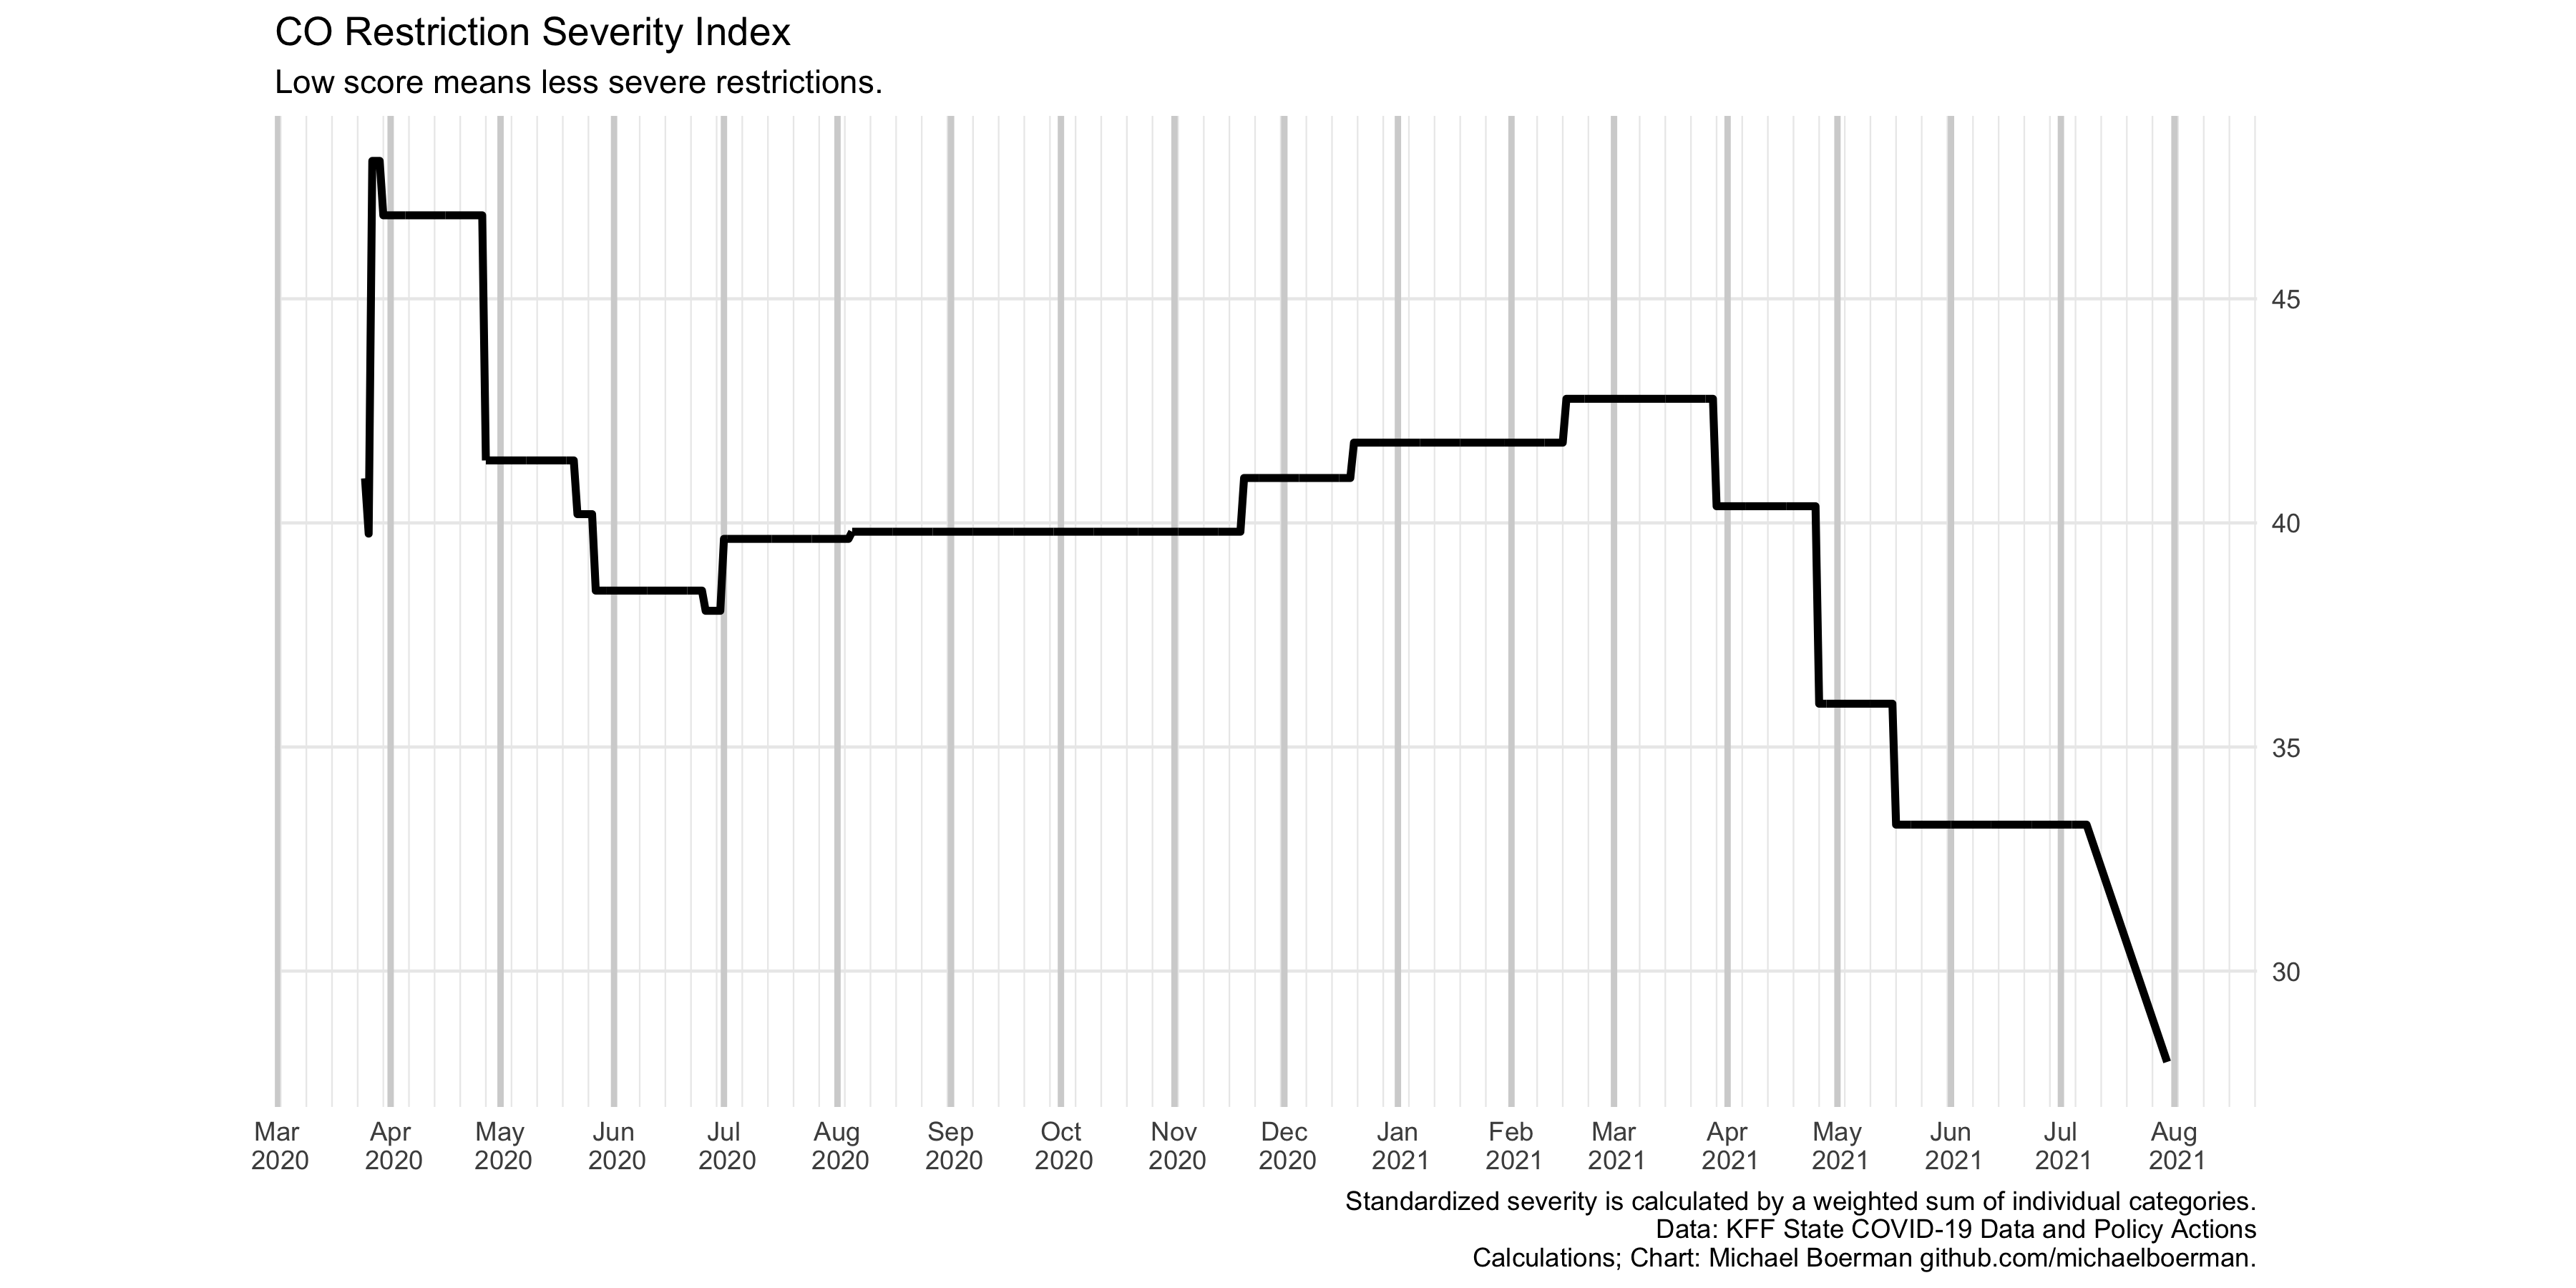 CO Restriction Severity Index
Low score means less severe restrictions.
45
40
35
30
Mar Apr May Jun Jul Aug Sep Oct Nov Dec Jan Feb Mar Apr May Jun Jul Aug
2020 2020 2020 2020 2020 2020 2020 2020 2020 2020 2021 2021 2021 2021 2021 2021 2021 2021
Standardized severity is calculated by a weighted sum of individual categories.
Data: KFF State COVID-19 Data and Policy Actions
Calculations; Chart: Michael Boerman github.com/michaelboerman.